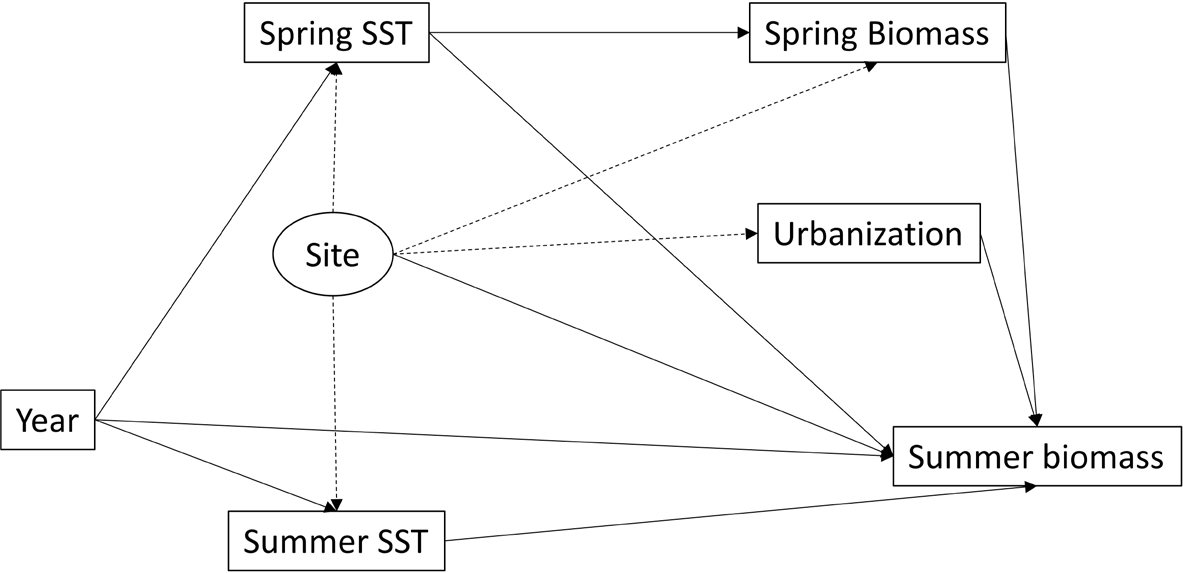 Spring SST
Spring Biomass
Urbanization
Site
Year
Summer biomass
Summer SST